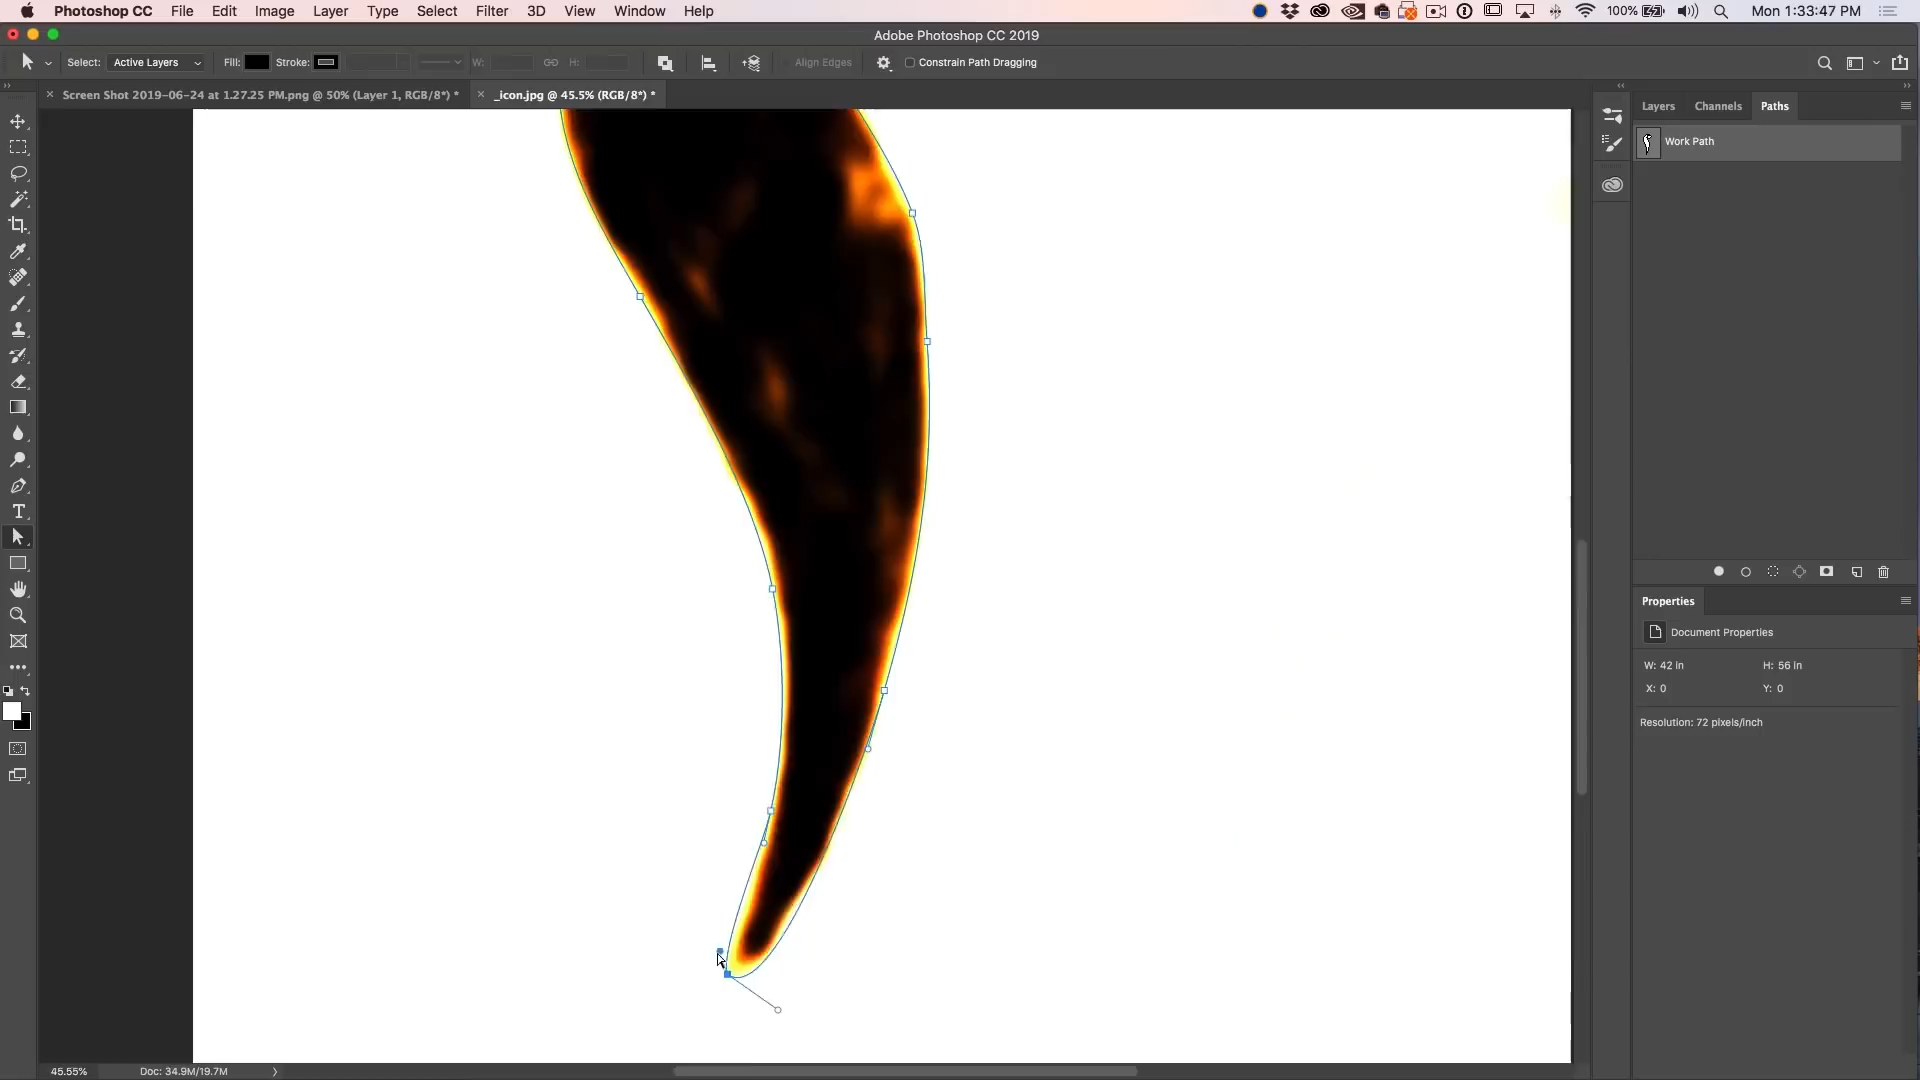 Photoshop CC File Edit Image Layer Type Select Filter 3D View Window Help 100% Mon 1:33:47 PM
Adobe Photoshop CC 2019
Select: Active Layers Fill: Stroke: W: H: Align Edges Constrain Path Dragging
Screen Shot 2019-06-24 at 1.27.25 PM.png @ 50% (Layer 1, RGB/8*) * _icon.jpg @ 45.5% (RGB/8*) *
Layers Channels Paths
Work Path
Properties
Document Properties
W: 42 in H: 56 in
X: 0 Y: 0
Resolution: 72 pixels/inch
45.55% Doc: 34.9M/19.7M